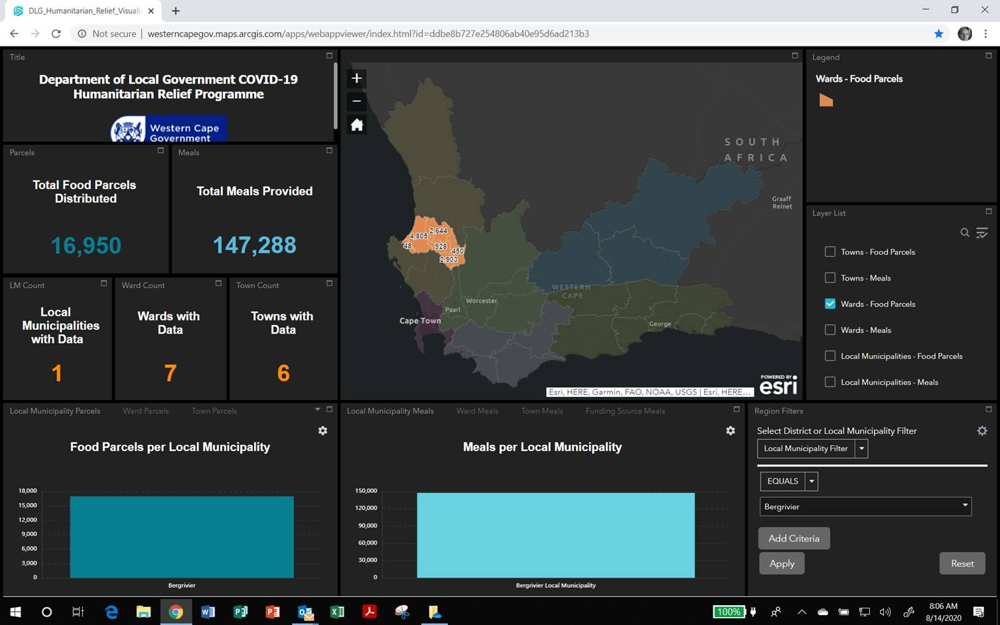 DLG_Humanitarian_Relief_Visuali
Not secure | westerncapegov.maps.arcgis.com/apps/webappviewer/index.html?id=ddbe8b727e254806ab40e95d6ad213b3
Title
Department of Local Government COVID-19
Humanitarian Relief Programme
Western Cape
Government
Parcels
Total Food Parcels
Distributed
16,950
Meals
Total Meals Provided
147,288
LM Count
Local
Municipalities
with Data
1
Ward Count
Wards with
Data
7
Town Count
Towns with
Data
6
SOUTH
AFRICA
Graaff
Reinet
4,805
2,644
48
928
450
2,903
WESTERN
CAPE
Worcester
Paarl
Cape Town
George
POWERED BY
esri
Esri, HERE, Garmin, FAO, NOAA, USGS | Esri, HERE...
Legend
Wards - Food Parcels
Layer List
Towns - Food Parcels
Towns - Meals
Wards - Food Parcels
Wards - Meals
Local Municipalities - Food Parcels
Local Municipalities - Meals
Local Municipality Parcels
Ward Parcels
Town Parcels
Food Parcels per Local Municipality
18,000
15,000
12,000
9,000
6,000
3,000
0
Bergrivier
Local Municipality Meals
Ward Meals
Town Meals
Funding Source Meals
Meals per Local Municipality
150,000
120,000
90,000
60,000
30,000
0
Bergrivier Local Municipality
Region Filters
Select District or Local Municipality Filter
Local Municipality Filter
EQUALS
Bergrivier
Add Criteria
Apply
Reset
100%
8:06 AM
8/14/2020